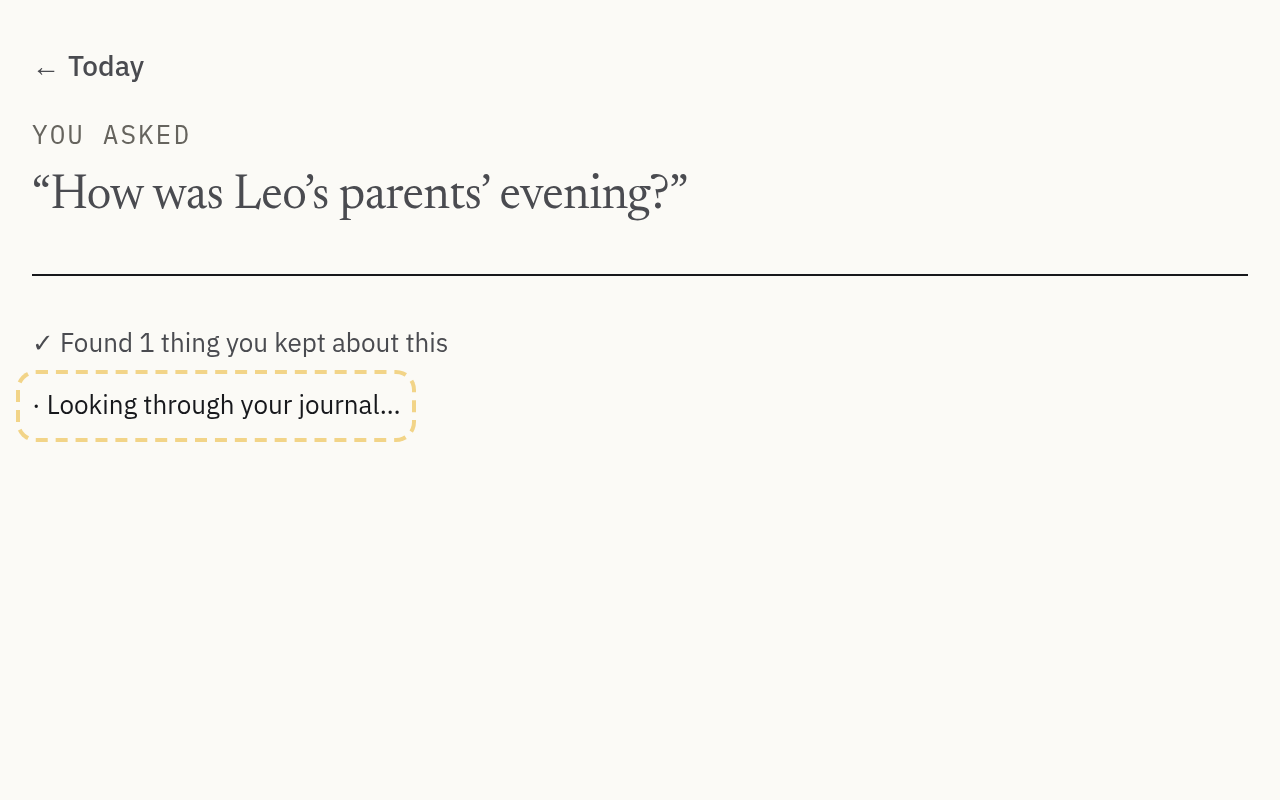 ← Today
YOU ASKED
“How was Leo’s parents’ evening?”
✓ Found 1 thing you kept about this
· Looking through your journal…